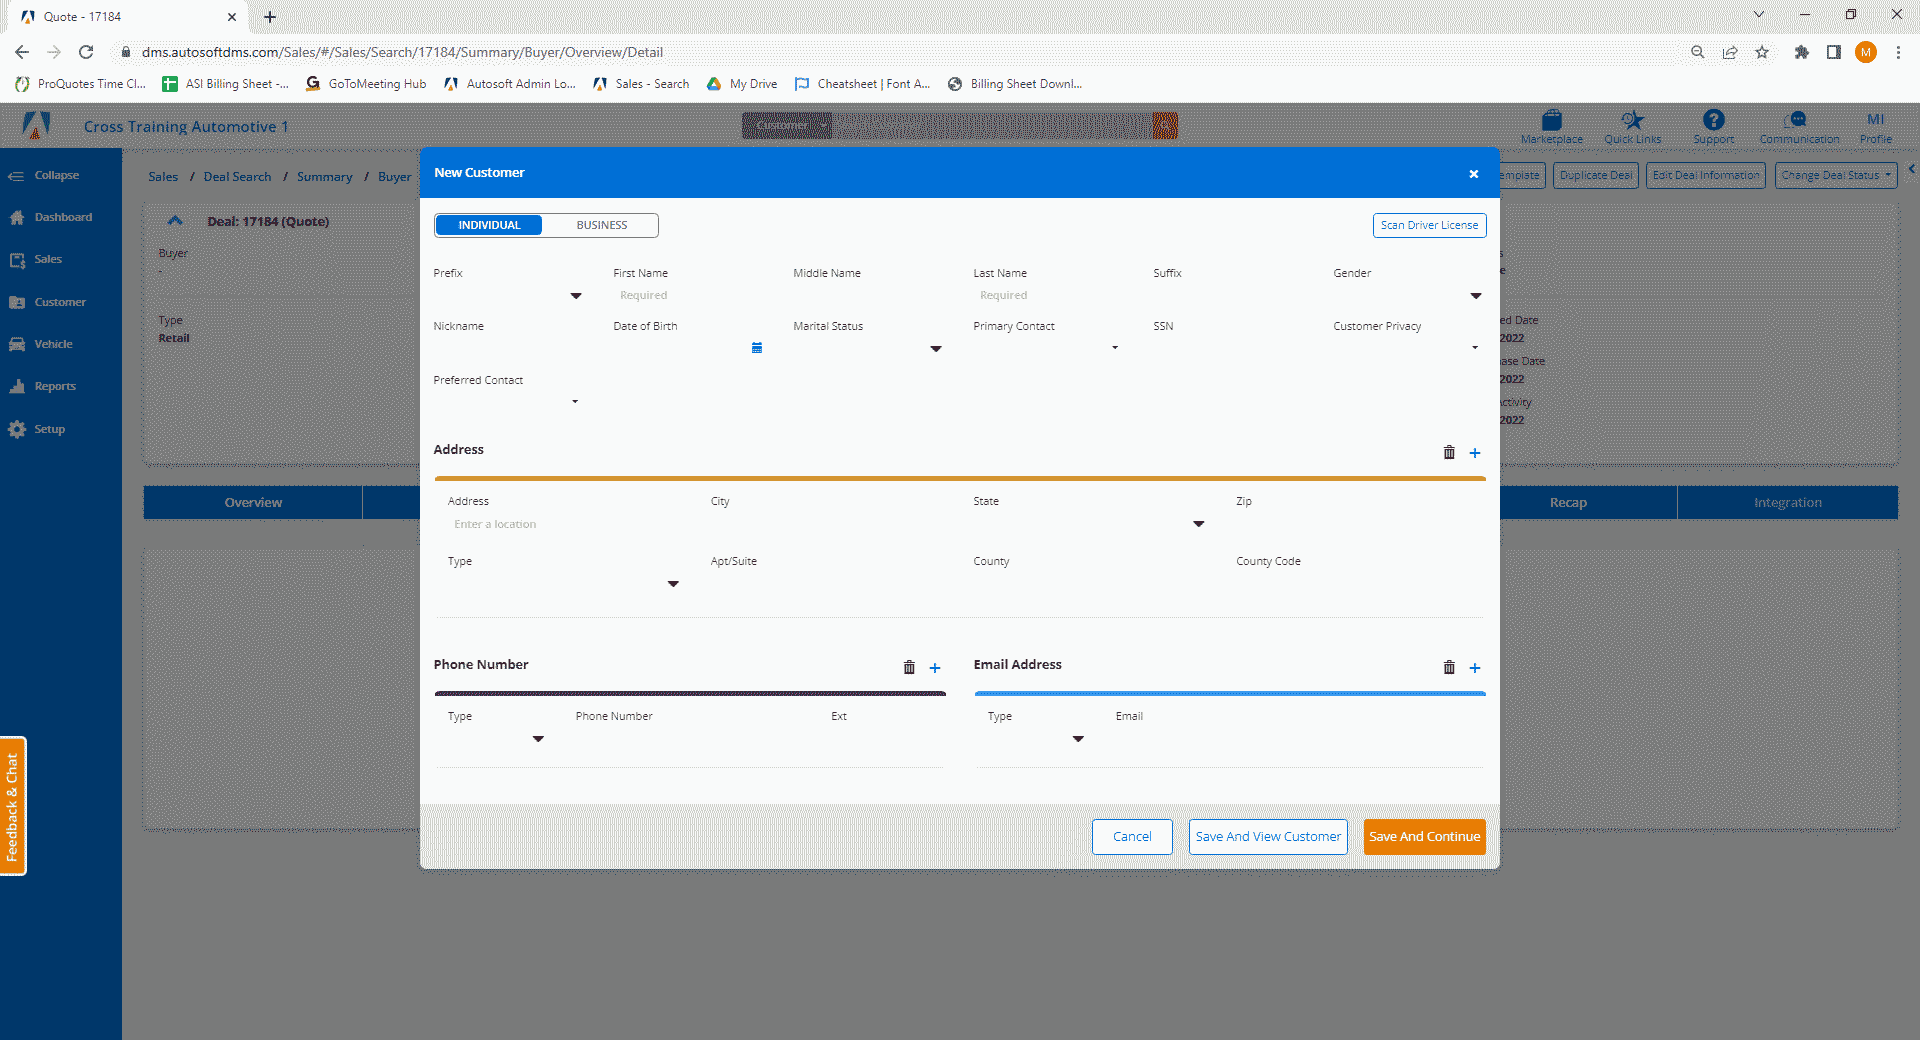 Quote - 17184
dms.autosoftdms.com/Sales/#/Sales/Search/17184/Summary/Buyer/Overview/Detail
M
ProQuotes Time Cl... ASI Billing Sheet -... GoToMeeting Hub Autosoft Admin Lo... Sales - Search My Drive Cheatsheet | Font A... Billing Sheet Downl...
Cross Training Automotive 1
Customer
Marketplace Quick Links Support Communication MI Profile
Collapse
Dashboard
Sales
Customer
Vehicle
Reports
Setup
Feedback & Chat
Sales / Deal Search / Summary / Buyer
emplate Duplicate Deal Edit Deal Information Change Deal Status
Deal: 17184 (Quote)
Buyer
-
Type
Retail
s
e
ed Date
2022
ase Date
2022
ctivity
2022
Overview
Recap
Integration
New Customer
INDIVIDUAL BUSINESS
Scan Driver License
Prefix First Name Middle Name Last Name Suffix Gender
Required Required
Nickname Date of Birth Marital Status Primary Contact SSN Customer Privacy
Preferred Contact
Address
Address City State Zip
Enter a location
Type Apt/Suite County County Code
Phone Number
Type Phone Number Ext
Email Address
Type Email
Cancel Save And View Customer Save And Continue